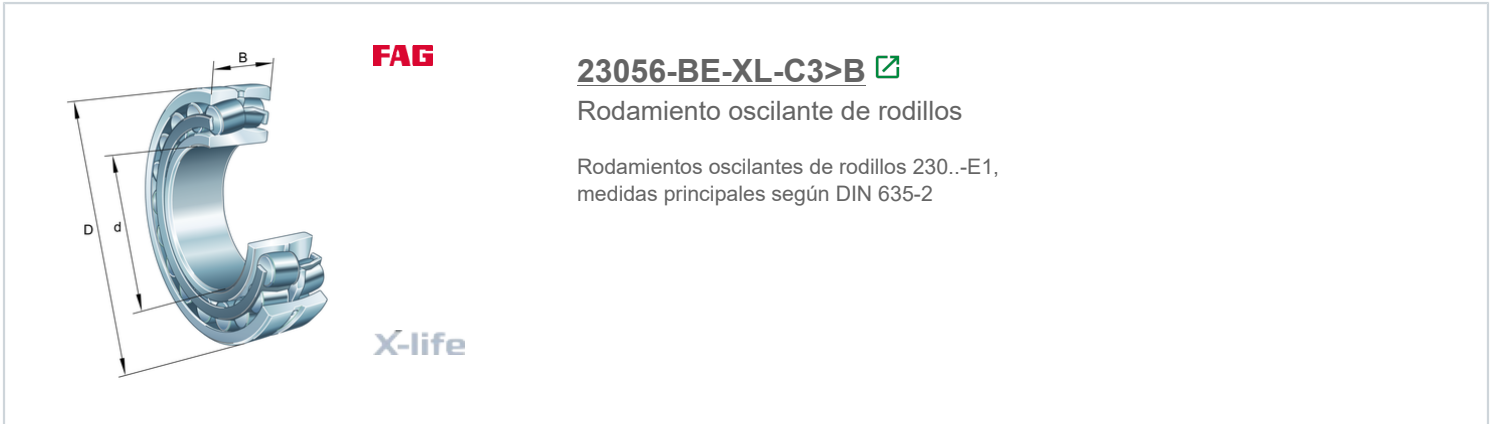 B
FAG
23056-BE-XL-C3>B
Rodamiento oscilante de rodillos
Rodamientos oscilantes de rodillos 230..-E1,
medidas principales según DIN 635-2
D
d
X-life